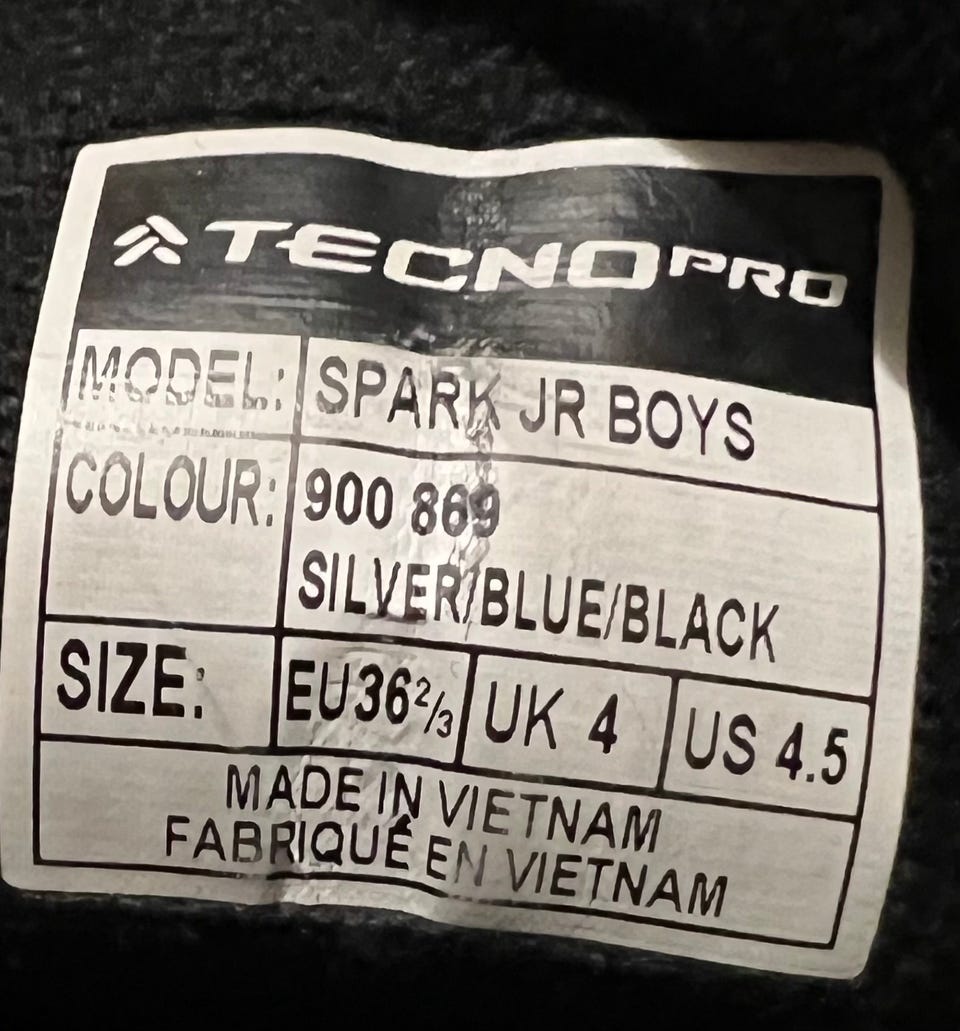 TECNOPRO
MODEL: SPARK JR BOYS
COLOUR: 900 869
SILVER/BLUE/BLACK
SIZE: EU 36 2/3 UK 4 US 4.5
MADE IN VIETNAM
FABRIQUÉ EN VIETNAM